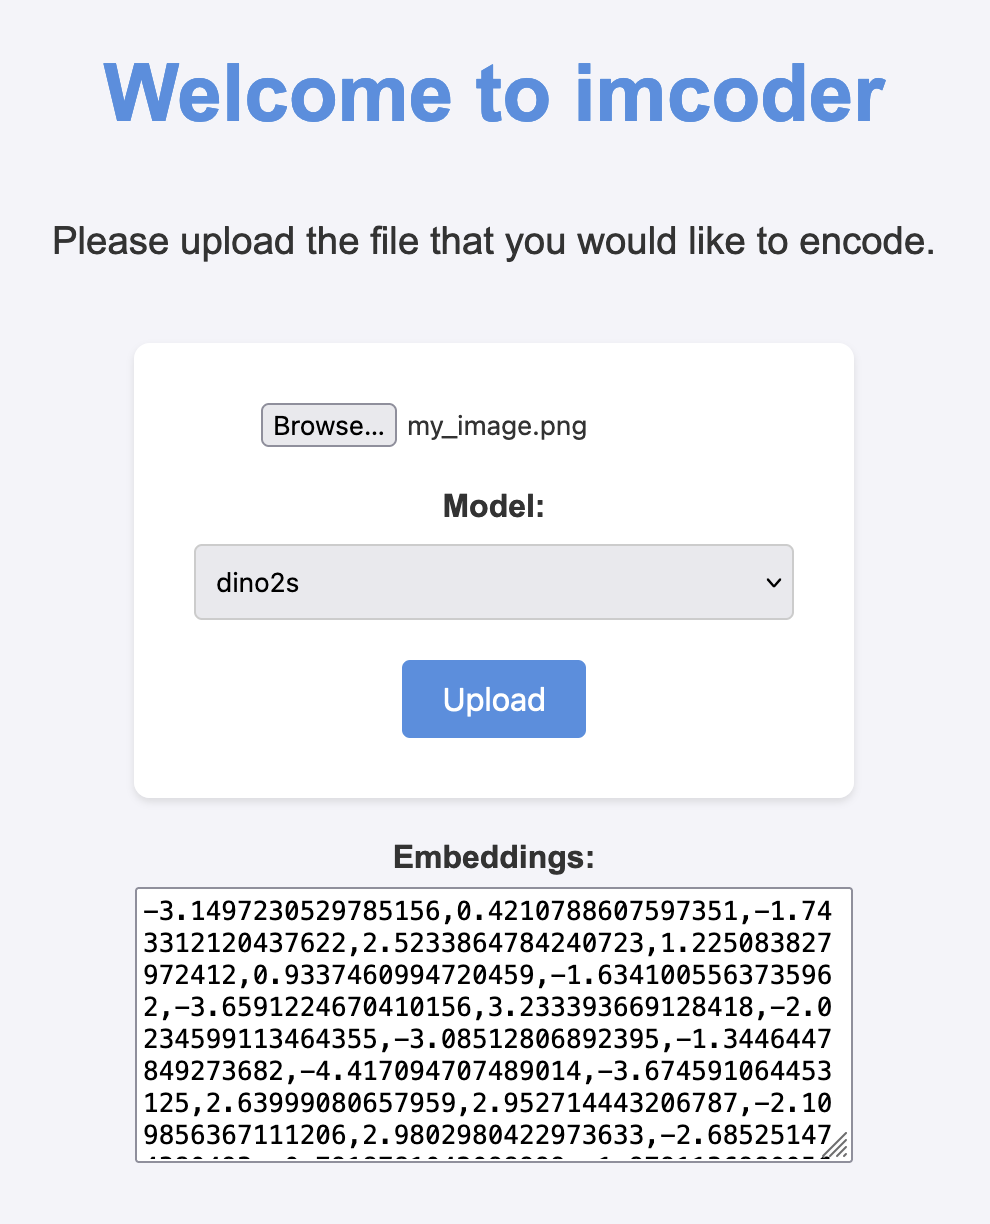 Welcome to imcoder
Please upload the file that you would like to encode.
Browse... my_image.png
Model:
dino2s
Upload
Embeddings:
-3.1497230529785156,0.4210788607597351,-1.74
3312120437622,2.5233864784240723,1.225083827
972412,0.9337460994720459,-1.634100556373596
2,-3.6591224670410156,3.233393669128418,-2.0
234599113464355,-3.08512806892395,-1.3446447
849273682,-4.417094707489014,-3.674591064453
125,2.63999080657959,2.952714443206787,-2.10
9856367111206,2.9802980422973633,-2.68525147